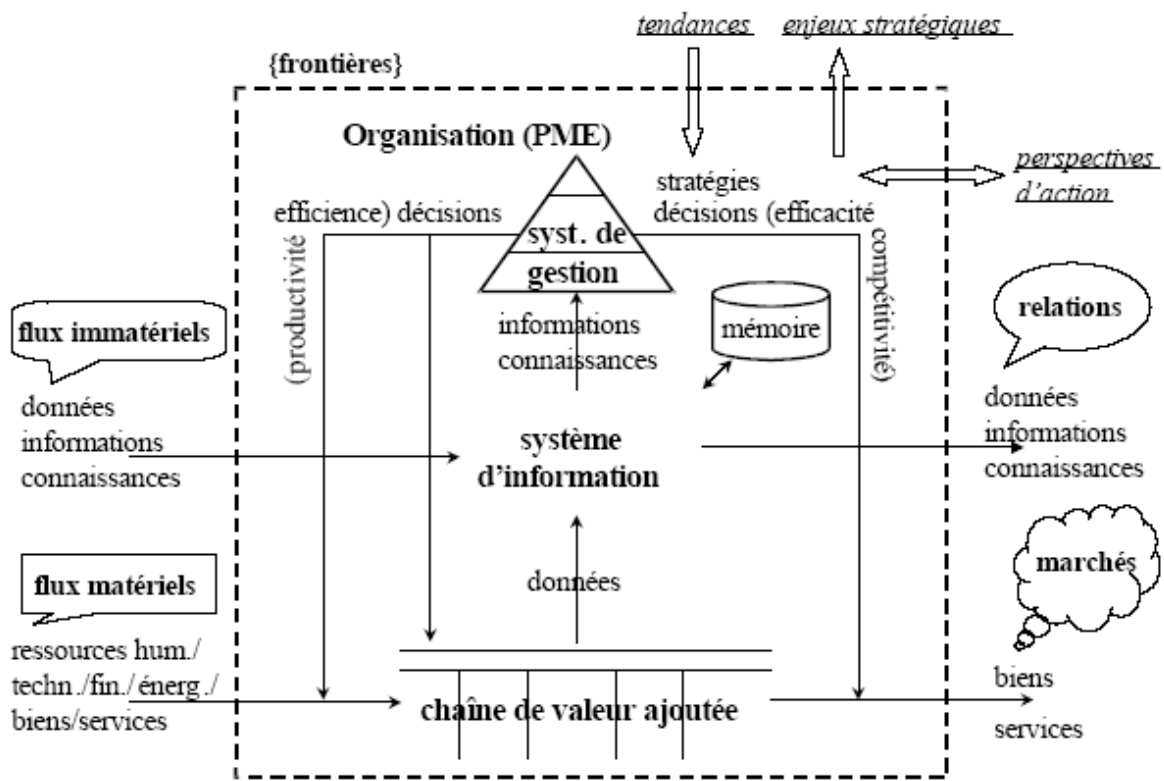 tendances
enjeux stratégiques
{frontières}
Organisation (PME)
perspectives
d'action
stratégies
efficience) décisions
décisions (efficacité
syst. de
gestion
(productivité
compétitivité)
flux immatériels
informations
connaissances
mémoire
relations
données
informations
connaissances
système
d'information
données
informations
connaissances
flux matériels
données
marchés
ressources hum./
techn./fin./énerg./
biens/services
chaîne de valeur ajoutée
biens
services